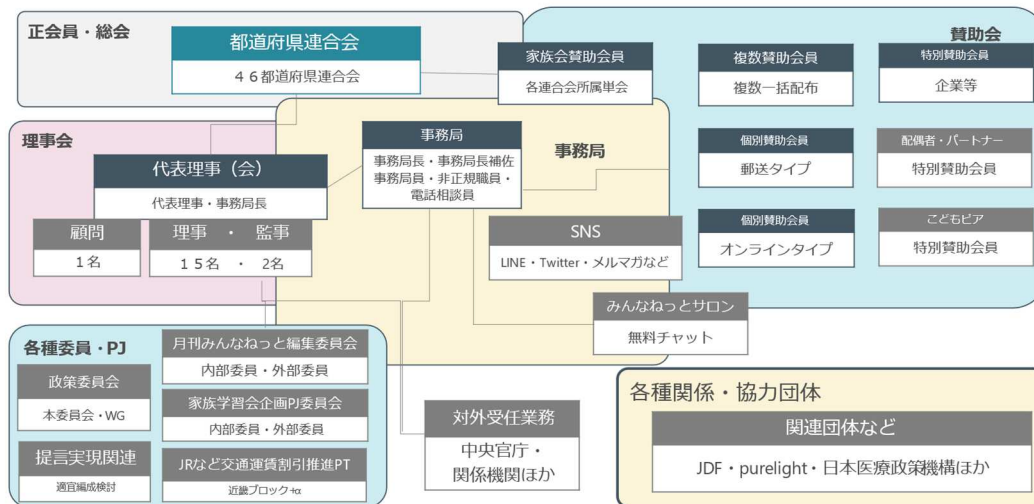 正会員・総会
都道府県連合会
４６都道府県連合会
家族会賛助会員
各連合会所属単会
賛助会
複数賛助会員
複数一括配布
特別賛助会員
企業等
個別賛助会員
郵送タイプ
配偶者・パートナー
特別賛助会員
個別賛助会員
オンラインタイプ
こどもピア
特別賛助会員
理事会
代表理事（会）
代表理事・事務局長
顧問
１名
理事　・　監事
１５名　・　2名
事務局
事務局
事務局長・事務局長補佐
事務局員・非正規職員・
電話相談員
SNS
LINE・Twitter・メルマガなど
みんなねっとサロン
無料チャット
各種委員・PJ
政策委員会
本委員会・WG
提言実現関連
適宜編成検討
月刊みんなねっと編集委員会
内部委員・外部委員
家族学習会企画PJ委員会
内部委員・外部委員
JRなど交通運賃割引推進PT
近畿ブロック+α
対外受任業務
中央官庁・
関係機関ほか
各種関係・協力団体
関連団体など
JDF・purelight・日本医療政策機構ほか